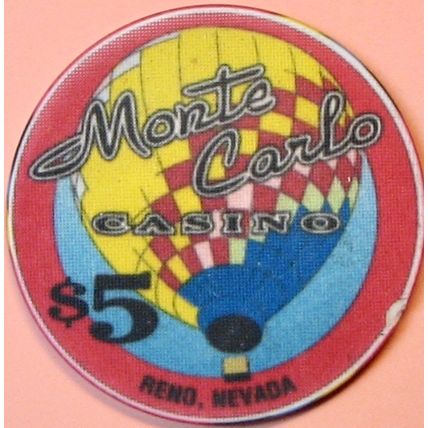 Monte
Carlo
CASINO
$5
RENO, NEVADA